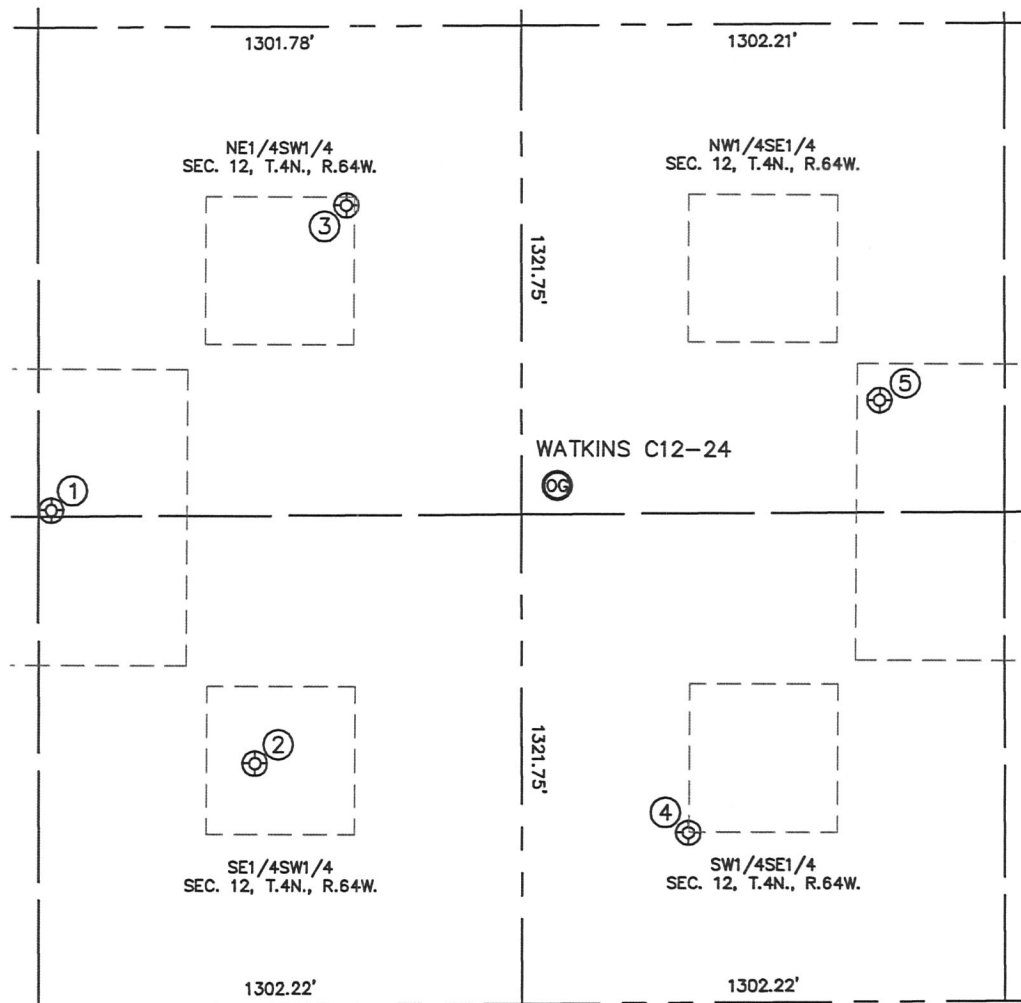 1301.78'
1302.21'
NE1/4SW1/4
SEC. 12, T.4N., R.64W.
NW1/4SE1/4
SEC. 12, T.4N., R.64W.
3
1321.75'
5
WATKINS C12-24
OG
1
2
1321.75'
4
SE1/4SW1/4
SEC. 12, T.4N., R.64W.
SW1/4SE1/4
SEC. 12, T.4N., R.64W.
1302.22'
1302.22'